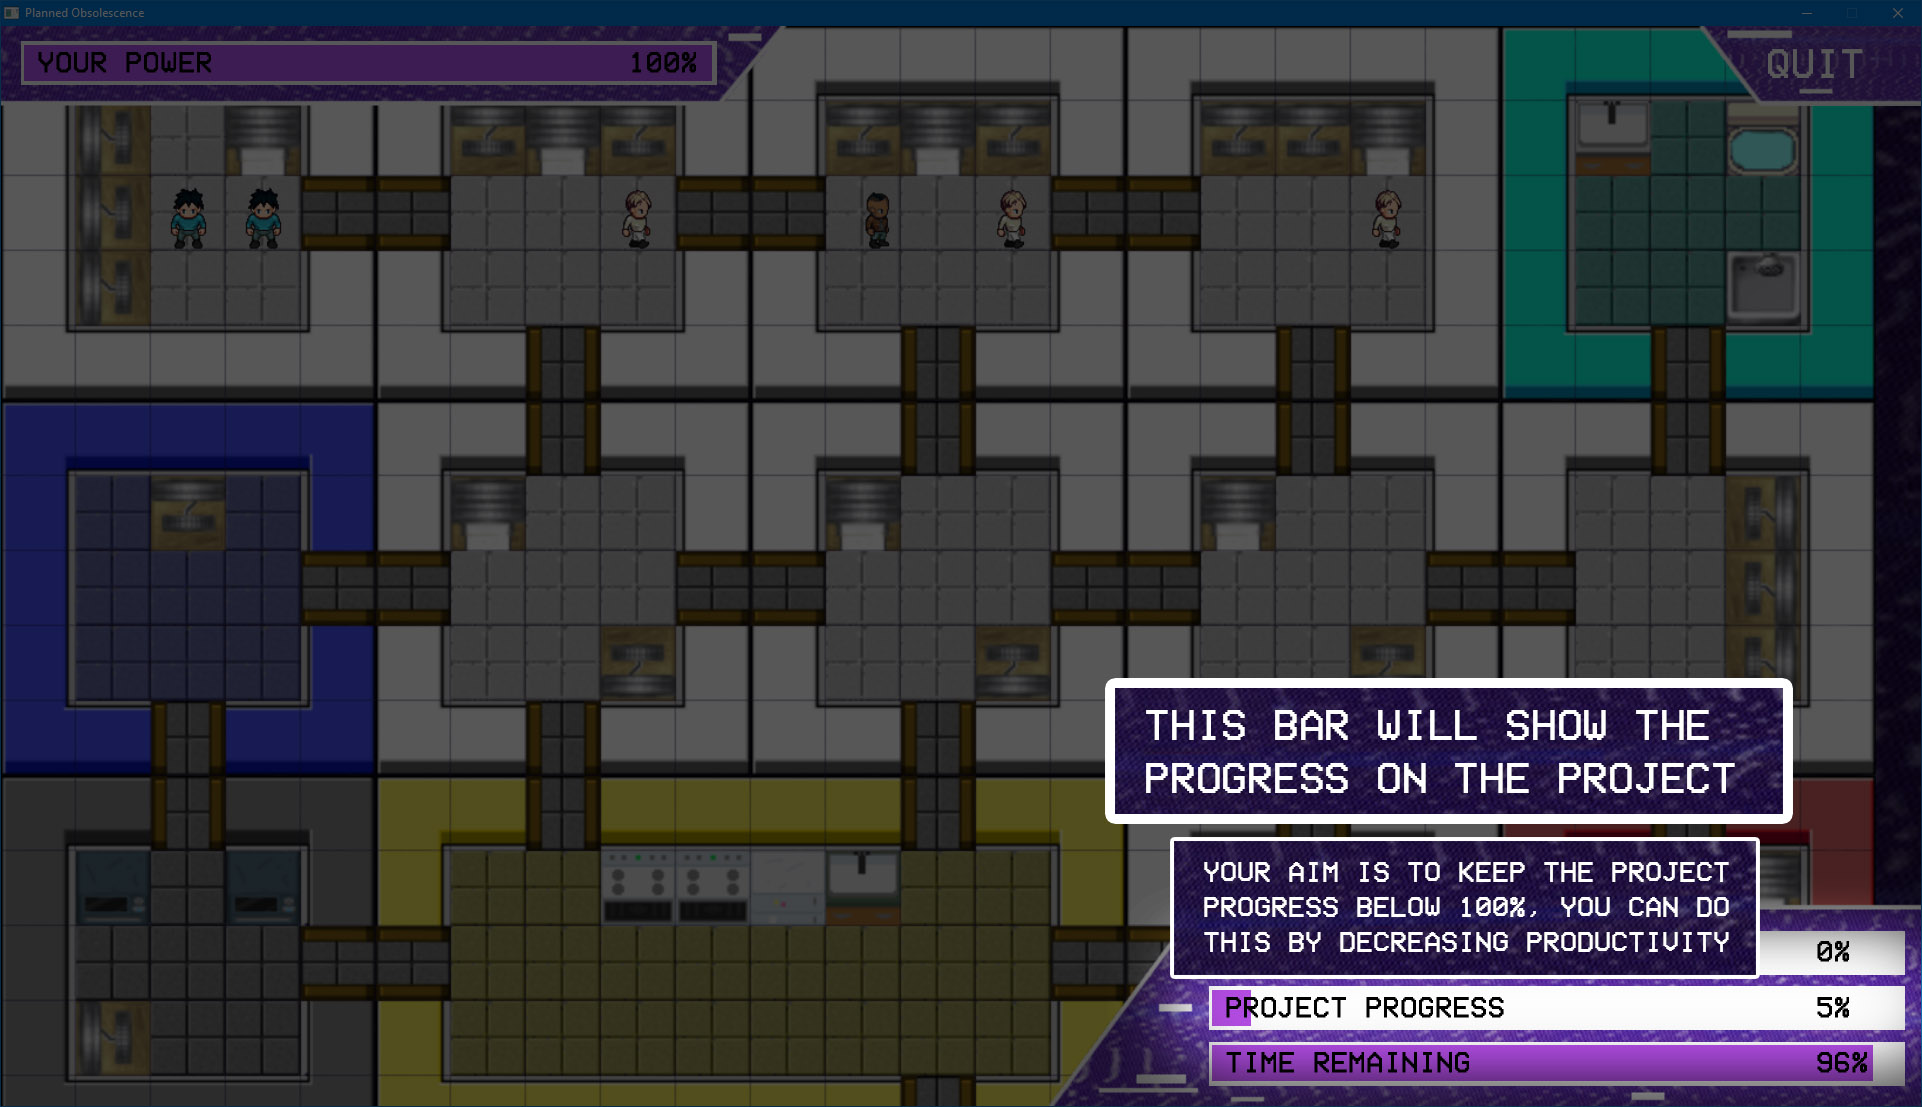 Planned Obsolescence
YOUR POWER 100%
QUIT
THIS BAR WILL SHOW THE
PROGRESS ON THE PROJECT
YOUR AIM IS TO KEEP THE PROJECT
PROGRESS BELOW 100%, YOU CAN DO
THIS BY DECREASING PRODUCTIVITY
0%
PROJECT PROGRESS 5%
TIME REMAINING 96%